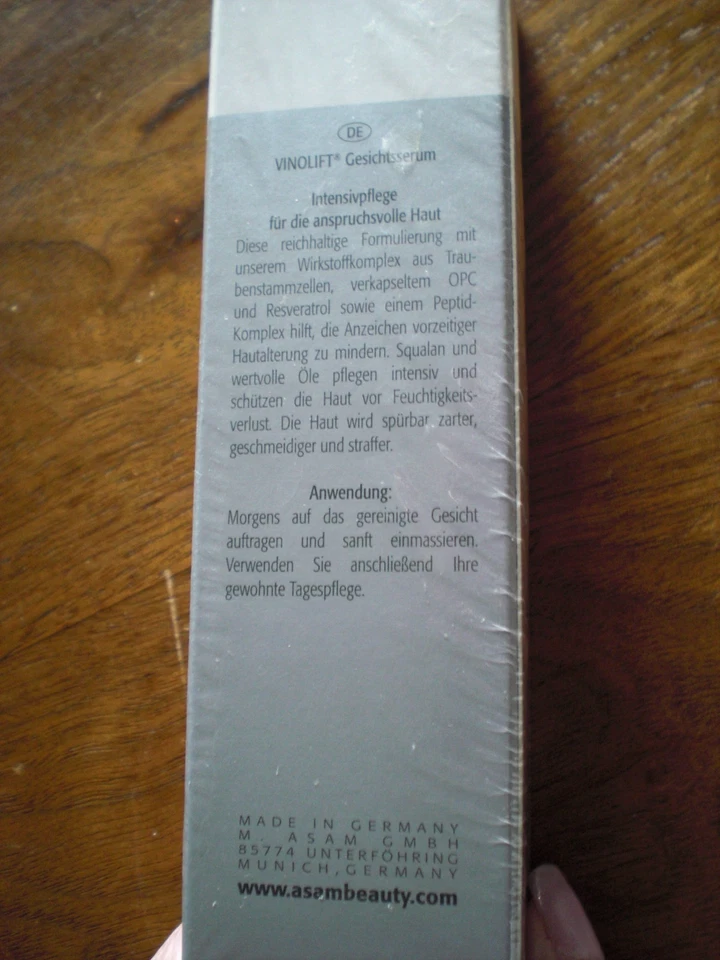 DE
VINOLIFT® Gesichtsserum
Intensivpflege
für die anspruchsvolle Haut
Diese reichhaltige Formulierung mit
unserem Wirkstoffkomplex aus Trau-
benstammzellen, verkapseltem OPC
und Resveratrol sowie einem Peptid-
Komplex hilft, die Anzeichen vorzeitiger
Hautalterung zu mindern. Squalan und
wertvolle Öle pflegen intensiv und
schützen die Haut vor Feuchtigkeits-
verlust. Die Haut wird spürbar zarter,
geschmeidiger und straffer.
Anwendung:
Morgens auf das gereinigte Gesicht
auftragen und sanft einmassieren.
Verwenden Sie anschließend Ihre
gewohnte Tagespflege.
MADE IN GERMANY
M. ASAM GMBH
85774 UNTERFÖHRING
MUNICH, GERMANY
www.asambeauty.com